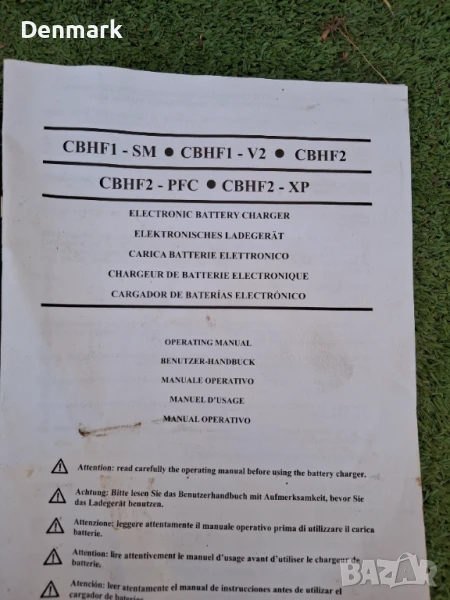 Denmark
CBHF1 - SM ● CBHF1 - V2 ● CBHF2
CBHF2 - PFC ● CBHF2 - XP
ELECTRONIC BATTERY CHARGER
ELEKTRONISCHES LADEGERÄT
CARICA BATTERIE ELETTRONICO
CHARGEUR DE BATTERIE ELECTRONIQUE
CARGADOR DE BATERÍAS ELECTRÓNICO
OPERATING MANUAL
BENUTZER-HANDBUCK
MANUALE OPERATIVO
MANUEL D'USAGE
MANUAL OPERATIVO
Attention: read carefully the operating manual before using the battery charger.
Achtung: Bitte lesen Sie das Benutzerhandbuch mit Aufmerksamkeit, bevor Sie
das Ladegerät benutzen.
Attenzione: leggere attentamente il manuale operativo prima di utilizzare il carica
batterie.
Attention: lire attentivement le manuel d'usage avant d'utiliser le chargeur de
batterie.
Atención: leer atentamente el manual de instrucciones antes de utilizar el
cargador de baterías.
BAZAR